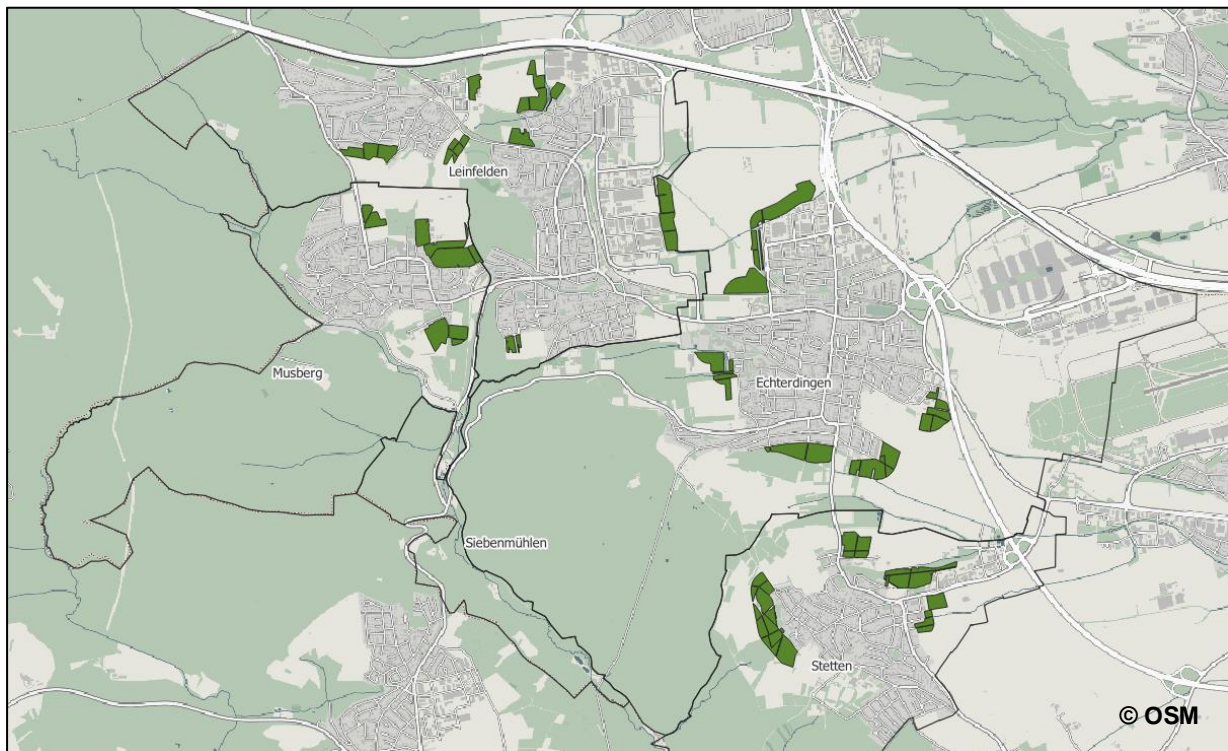 Leinfelden
Musberg
Echterdingen
Siebenmühlen
Stetten
© OSM